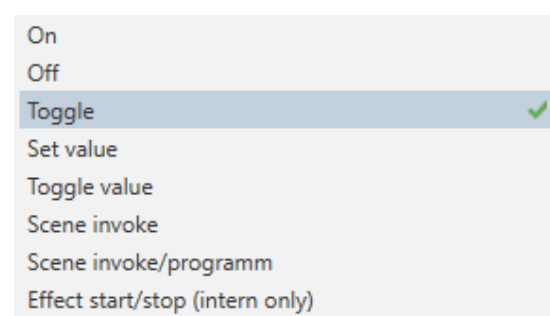 On
Off
Toggle
Set value
Toggle value
Scene invoke
Scene invoke/programm
Effect start/stop (intern only)